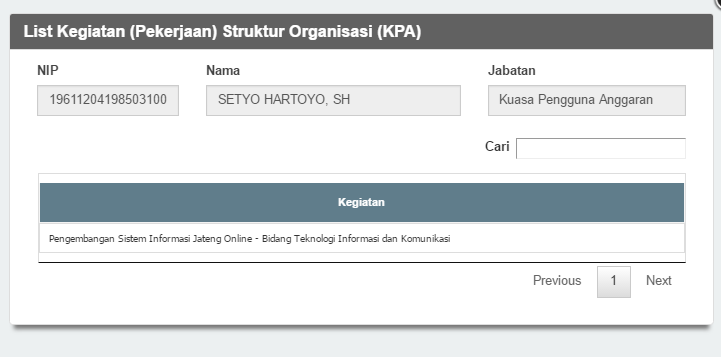 List Kegiatan (Pekerjaan) Struktur Organisasi (KPA)
NIP Nama Jabatan
19611204198503100 SETYO HARTOYO, SH Kuasa Pengguna Anggaran
Cari
Kegiatan
Pengembangan Sistem Informasi Jateng Online - Bidang Teknologi Informasi dan Komunikasi
Previous 1 Next